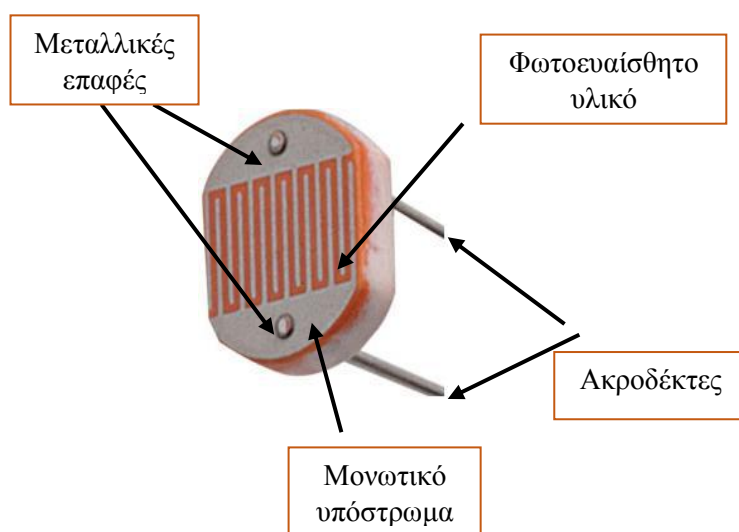 Μεταλλικές
επαφές
Φωτοευαίσθητο
υλικό
Ακροδέκτες
Μονωτικό
υπόστρωμα